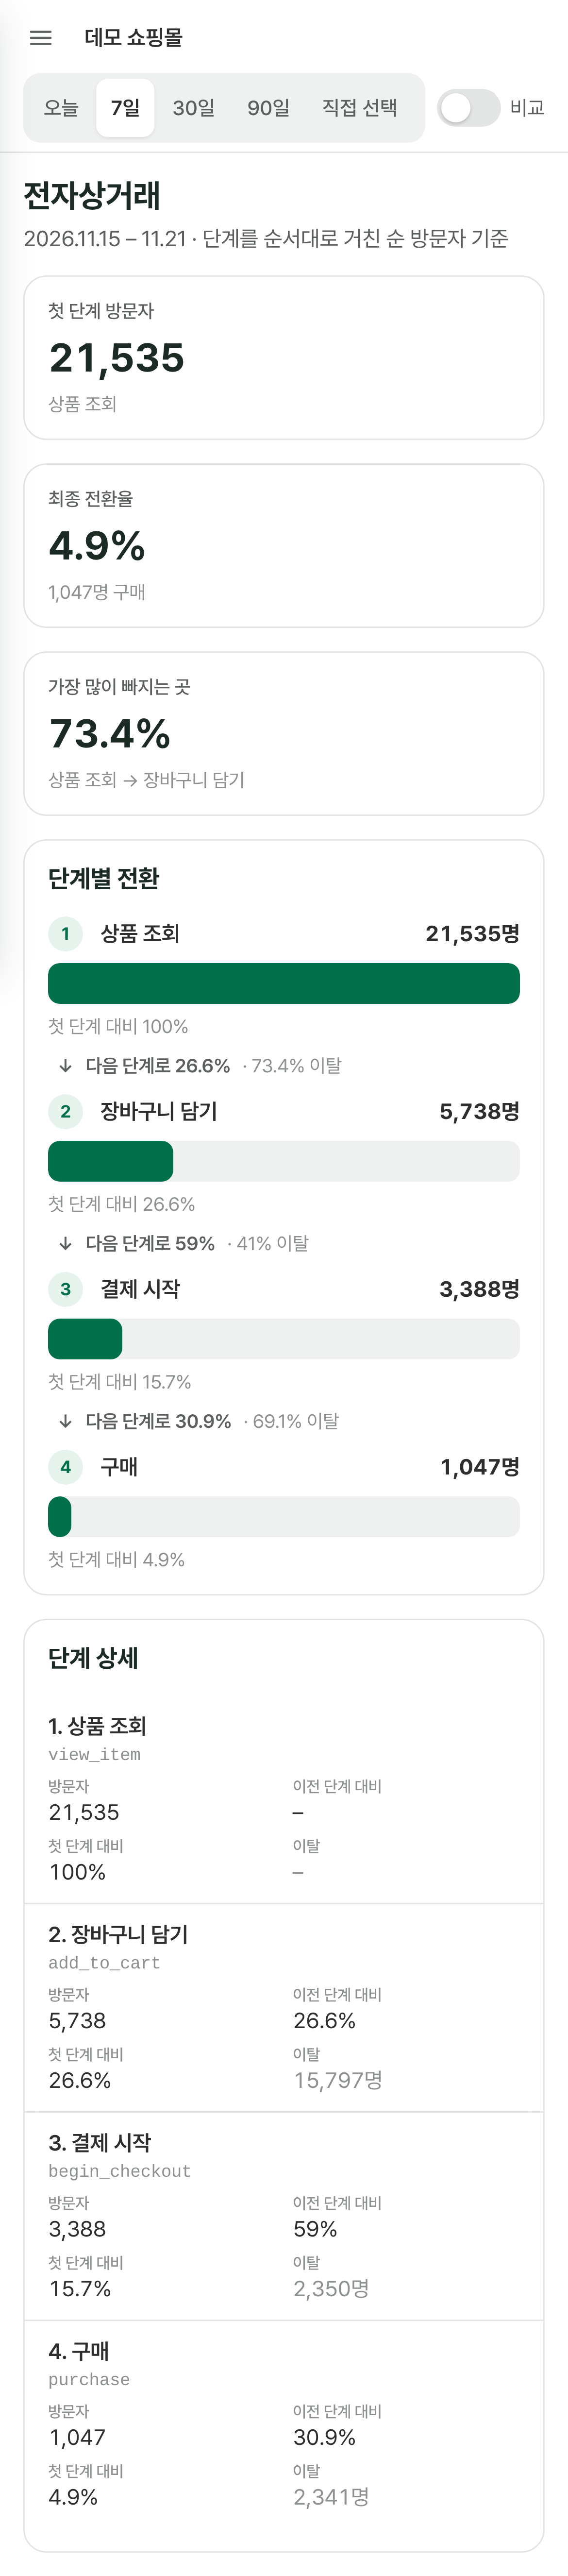 데모 쇼핑몰
오늘 7일 30일 90일 직접 선택 비교
전자상거래
2026.11.15 – 11.21 · 단계를 순서대로 거친 순 방문자 기준
첫 단계 방문자
21,535
상품 조회
최종 전환율
4.9%
1,047명 구매
가장 많이 빠지는 곳
73.4%
상품 조회 → 장바구니 담기
단계별 전환
1 상품 조회 21,535명
첫 단계 대비 100%
↓ 다음 단계로 26.6% · 73.4% 이탈
2 장바구니 담기 5,738명
첫 단계 대비 26.6%
↓ 다음 단계로 59% · 41% 이탈
3 결제 시작 3,388명
첫 단계 대비 15.7%
↓ 다음 단계로 30.9% · 69.1% 이탈
4 구매 1,047명
첫 단계 대비 4.9%
단계 상세
1. 상품 조회
view_item
방문자 이전 단계 대비
21,535 –
첫 단계 대비 이탈
100% –
2. 장바구니 담기
add_to_cart
방문자 이전 단계 대비
5,738 26.6%
첫 단계 대비 이탈
26.6% 15,797명
3. 결제 시작
begin_checkout
방문자 이전 단계 대비
3,388 59%
첫 단계 대비 이탈
15.7% 2,350명
4. 구매
purchase
방문자 이전 단계 대비
1,047 30.9%
첫 단계 대비 이탈
4.9% 2,341명